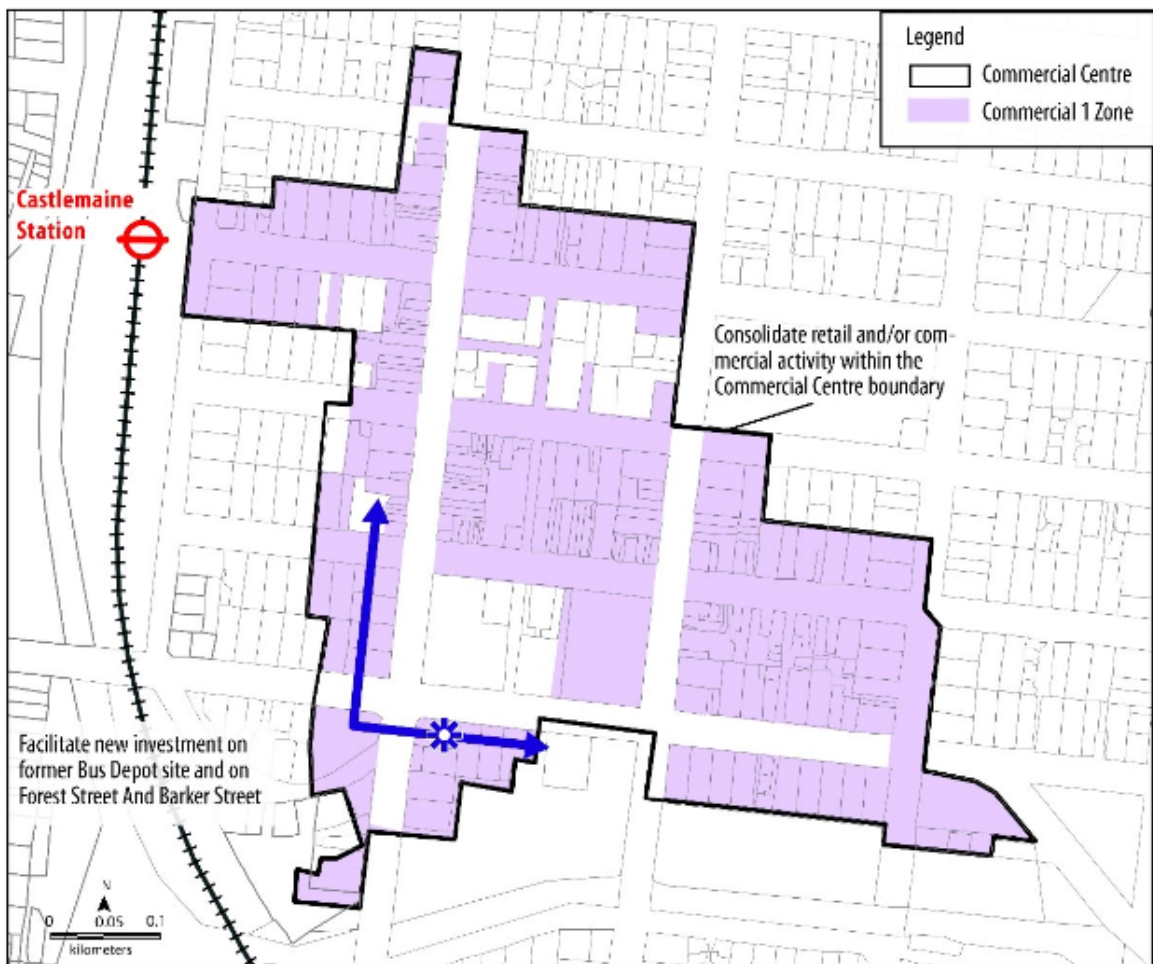 Legend
Commercial Centre
Commercial 1 Zone
Castlemaine
Station
Consolidate retail and/or com-
mercial activity within the
Commercial Centre boundary
Facilitate new investment on
former Bus Depot site and on
Forest Street And Barker Street
N
0 0.05 0.1
kilometers